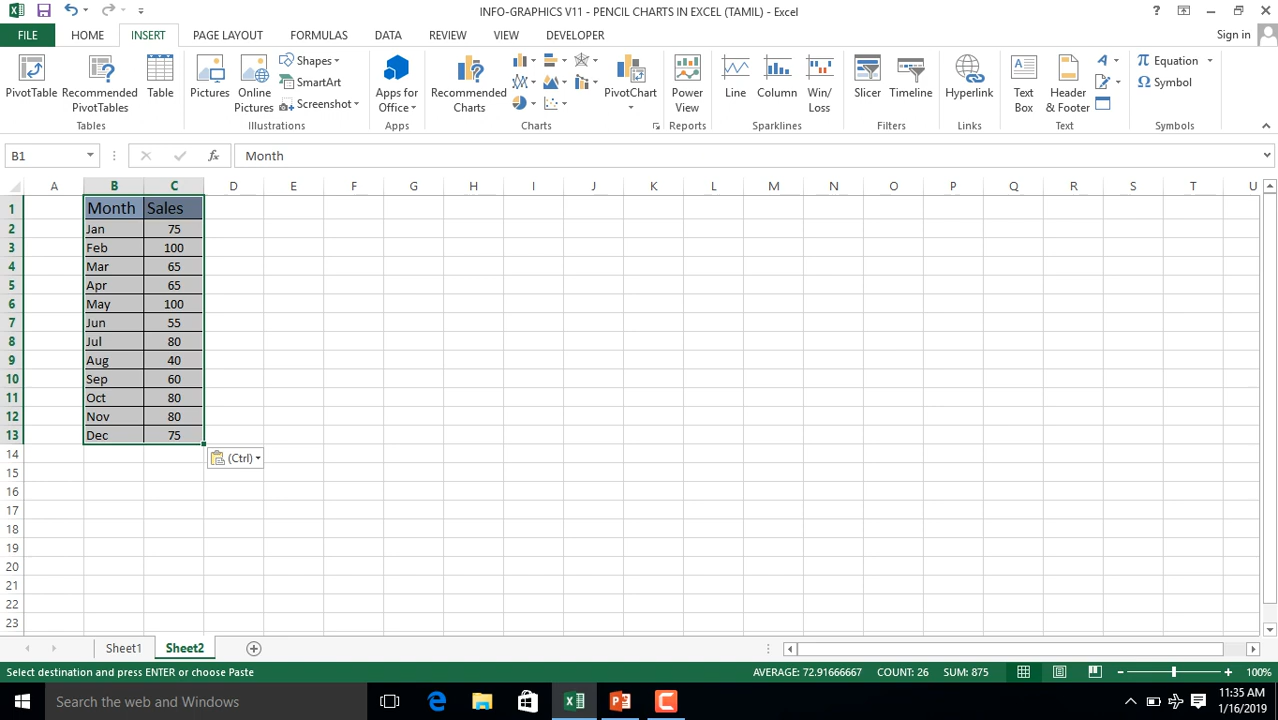 INFO-GRAPHICS V11 - PENCIL CHARTS IN EXCEL (TAMIL) - Excel
?
FILE HOME INSERT PAGE LAYOUT FORMULAS DATA REVIEW VIEW DEVELOPER Sign in
PivotTable
Recommended PivotTables
Table
Tables
Pictures
Online Pictures
Shapes
SmartArt
Screenshot
Illustrations
Apps for Office
Apps
Recommended Charts
PivotChart
Charts
Power View
Reports
Line
Column
Win/Loss
Sparklines
Slicer
Timeline
Filters
Hyperlink
Links
Text Box
Header & Footer
Text
π Equation
Ω Symbol
Symbols
B1 fx Month
A B C D E F G H I J K L M N O P Q R S T U
1 Month Sales
2 Jan 75
3 Feb 100
4 Mar 65
5 Apr 65
6 May 100
7 Jun 55
8 Jul 80
9 Aug 40
10 Sep 60
11 Oct 80
12 Nov 80
13 Dec 75
14 (Ctrl)
15
16
17
18
19
20
21
22
23
Sheet1 Sheet2
Select destination and press ENTER or choose Paste AVERAGE: 72.91666667 COUNT: 26 SUM: 875 100%
Search the web and Windows
11:35 AM
1/16/2019